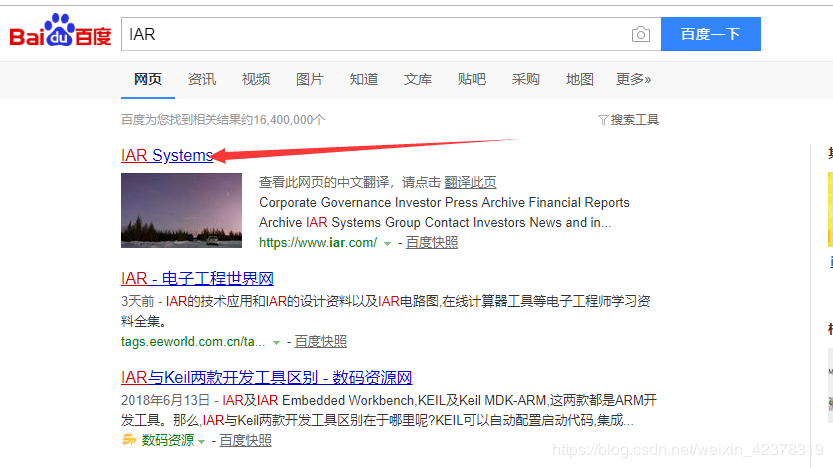 Bai du 百度 IAR 百度一下
网页 资讯 视频 图片 知道 文库 贴吧 采购 地图 更多»
百度为您找到相关结果约16,400,000个 搜索工具
IAR Systems
查看此网页的中文翻译，请点击 翻译此页
Corporate Governance Investor Press Archive Financial Reports
Archive IAR Systems Group Contact Investors News and in...
https://www.iar.com/ - 百度快照
IAR - 电子工程世界网
3天前 - IAR的技术应用和IAR的设计资料以及IAR电路图,在线计算器工具等电子工程师学习资
料全集。
tags.eeworld.com.cn/ta... - 百度快照
IAR与Keil两款开发工具区别 - 数码资源网
2018年6月13日 - IAR及IAR Embedded Workbench,KEIL及Keil MDK-ARM,这两款都是ARM开
发工具。那么,IAR与Keil两款开发工具区别在于哪里呢?KEIL可以自动配置启动代码,集成...
数码资源 - 百度快照
https://blog.csdn.net/weixin_42378319